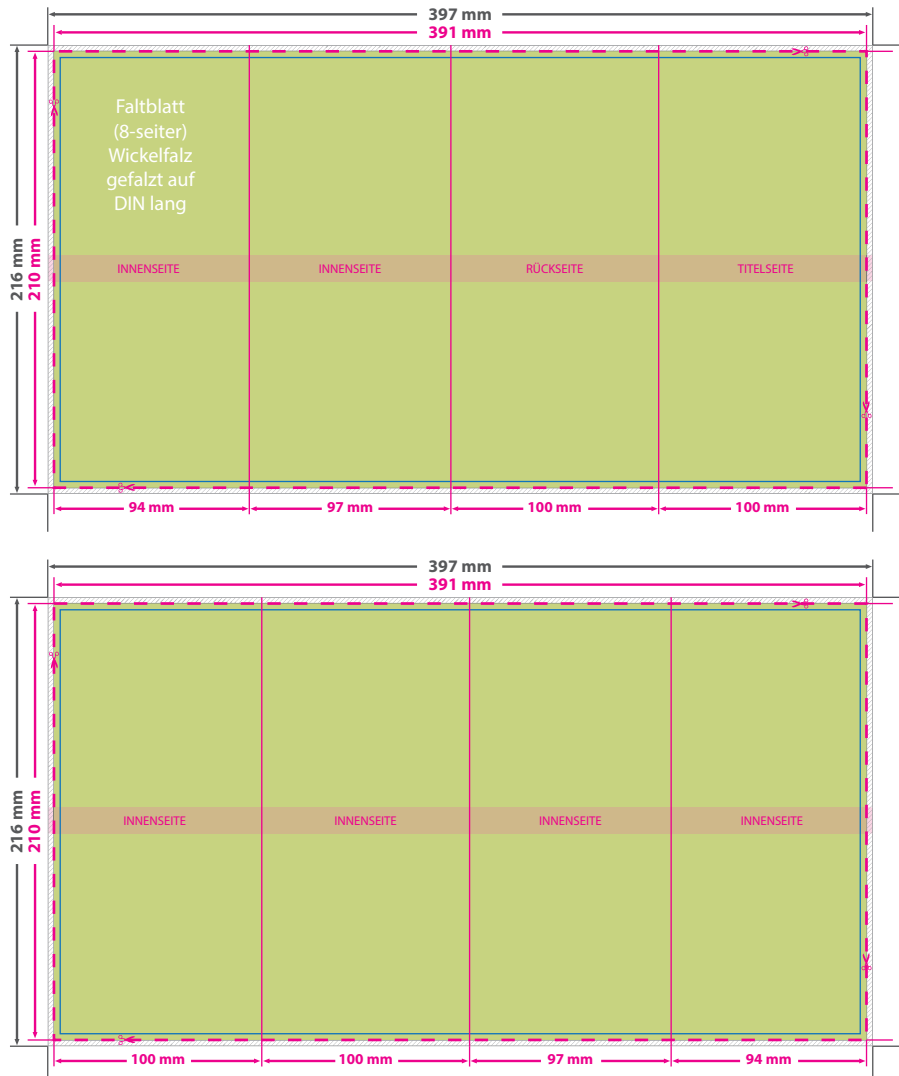 397 mm
391 mm
Faltblatt
(8-seiter)
Wickelfalz
gefalzt auf
DIN lang
216 mm
210 mm
INNENSEITE
INNENSEITE
RÜCKSEITE
TITELSEITE
94 mm
97 mm
100 mm
100 mm
397 mm
391 mm
216 mm
210 mm
INNENSEITE
INNENSEITE
INNENSEITE
INNENSEITE
100 mm
100 mm
97 mm
94 mm